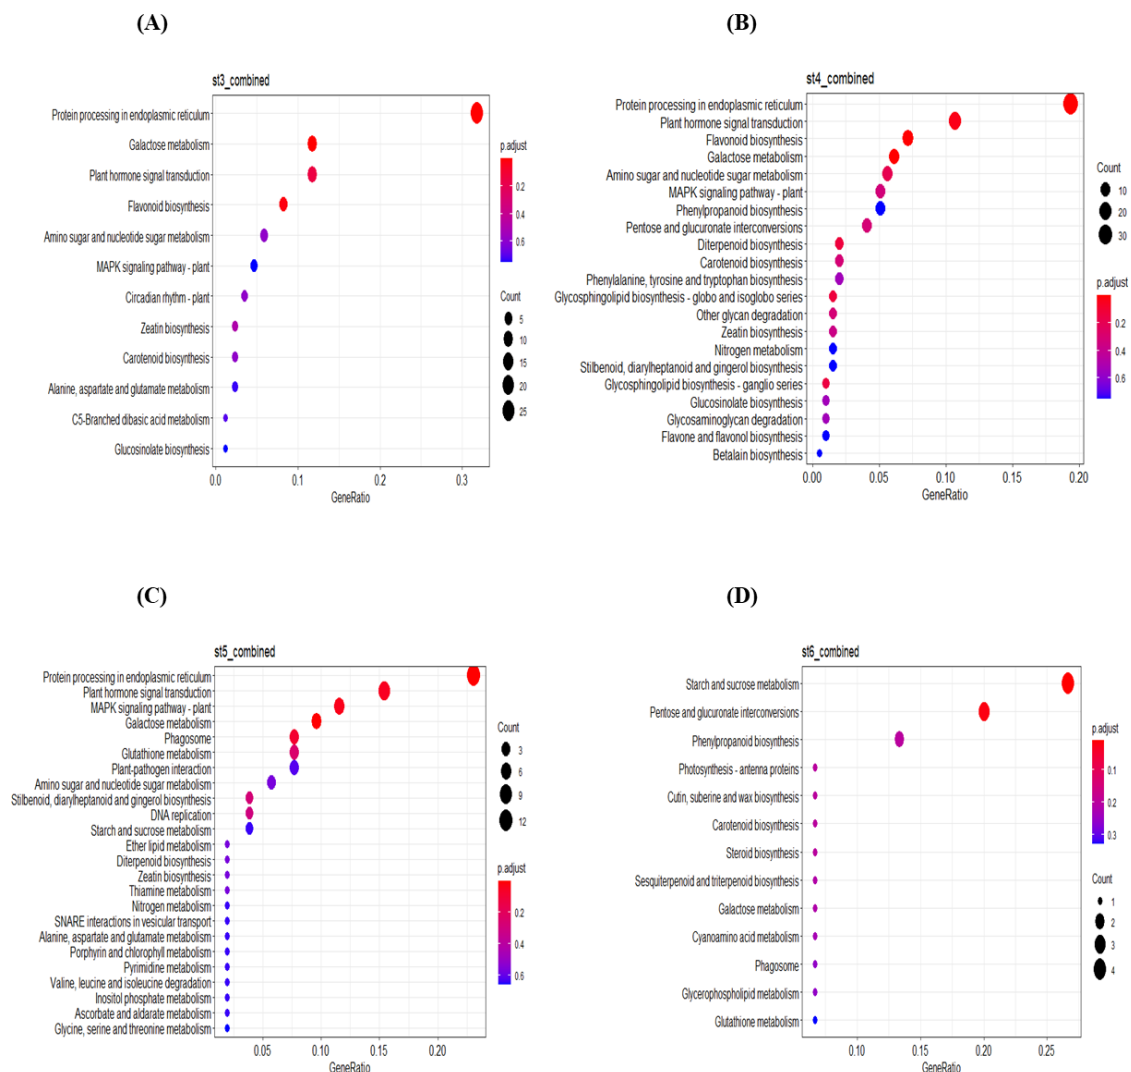 (A)
st3_combined
Protein processing in endoplasmic reticulum
Galactose metabolism
Plant hormone signal transduction
Flavonoid biosynthesis
Amino sugar and nucleotide sugar metabolism
MAPK signaling pathway - plant
Circadian rhythm - plant
Zeatin biosynthesis
Carotenoid biosynthesis
Alanine, aspartate and glutamate metabolism
C5-Branched dibasic acid metabolism
Glucosinolate biosynthesis
0.0 0.1 0.2 0.3
GeneRatio
p.adjust
0.2
0.4
0.6
Count
5
10
15
20
25
(B)
st4_combined
Protein processing in endoplasmic reticulum
Plant hormone signal transduction
Flavonoid biosynthesis
Galactose metabolism
Amino sugar and nucleotide sugar metabolism
MAPK signaling pathway - plant
Phenylpropanoid biosynthesis
Pentose and glucuronate interconversions
Diterpenoid biosynthesis
Carotenoid biosynthesis
Phenylalanine, tyrosine and tryptophan biosynthesis
Glycosphingolipid biosynthesis - globo and isoglobo series
Other glycan degradation
Zeatin biosynthesis
Nitrogen metabolism
Stilbenoid, diarylheptanoid and gingerol biosynthesis
Glycosphingolipid biosynthesis - ganglio series
Glucosinolate biosynthesis
Glycosaminoglycan degradation
Flavone and flavonol biosynthesis
Betalain biosynthesis
0.00 0.05 0.10 0.15 0.20
GeneRatio
Count
10
20
30
p.adjust
0.2
0.4
0.6
(C)
st5_combined
Protein processing in endoplasmic reticulum
Plant hormone signal transduction
MAPK signaling pathway - plant
Galactose metabolism
Phagosome
Glutathione metabolism
Plant-pathogen interaction
Amino sugar and nucleotide sugar metabolism
Stilbenoid, diarylheptanoid and gingerol biosynthesis
DNA replication
Starch and sucrose metabolism
Ether lipid metabolism
Diterpenoid biosynthesis
Zeatin biosynthesis
Thiamine metabolism
Nitrogen metabolism
SNARE interactions in vesicular transport
Alanine, aspartate and glutamate metabolism
Porphyrin and chlorophyll metabolism
Pyrimidine metabolism
Valine, leucine and isoleucine degradation
Inositol phosphate metabolism
Ascorbate and aldarate metabolism
Glycine, serine and threonine metabolism
0.05 0.10 0.15 0.20
GeneRatio
Count
3
6
9
12
p.adjust
0.2
0.4
0.6
(D)
st6_combined
Starch and sucrose metabolism
Pentose and glucuronate interconversions
Phenylpropanoid biosynthesis
Photosynthesis - antenna proteins
Cutin, suberine and wax biosynthesis
Carotenoid biosynthesis
Steroid biosynthesis
Sesquiterpenoid and triterpenoid biosynthesis
Galactose metabolism
Cyanoamino acid metabolism
Phagosome
Glycerophospholipid metabolism
Glutathione metabolism
0.10 0.15 0.20 0.25
GeneRatio
p.adjust
0.1
0.2
0.3
Count
1
2
3
4